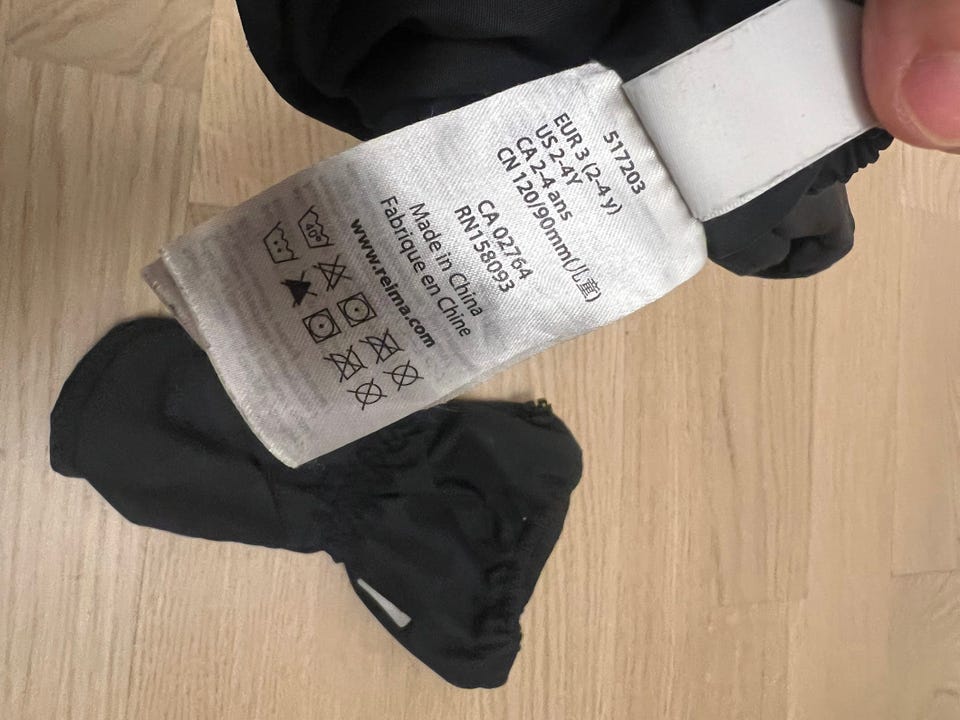 517203
EUR 3 (2-4 y)
US 2-4Y
CA 2-4 ans
CN 120/90mm(儿童)
CA 02764
RN158093
Made in China
Fabrique en Chine
www.reima.com
40°